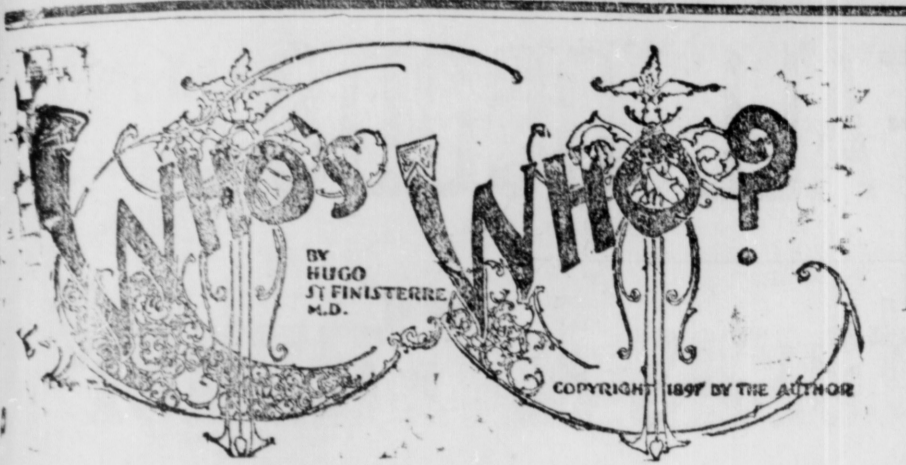 WHO'S WHO?
BY
HUGO
ST FINISTERRE
M.D.
COPYRIGHT 1897 BY THE AUTHOR